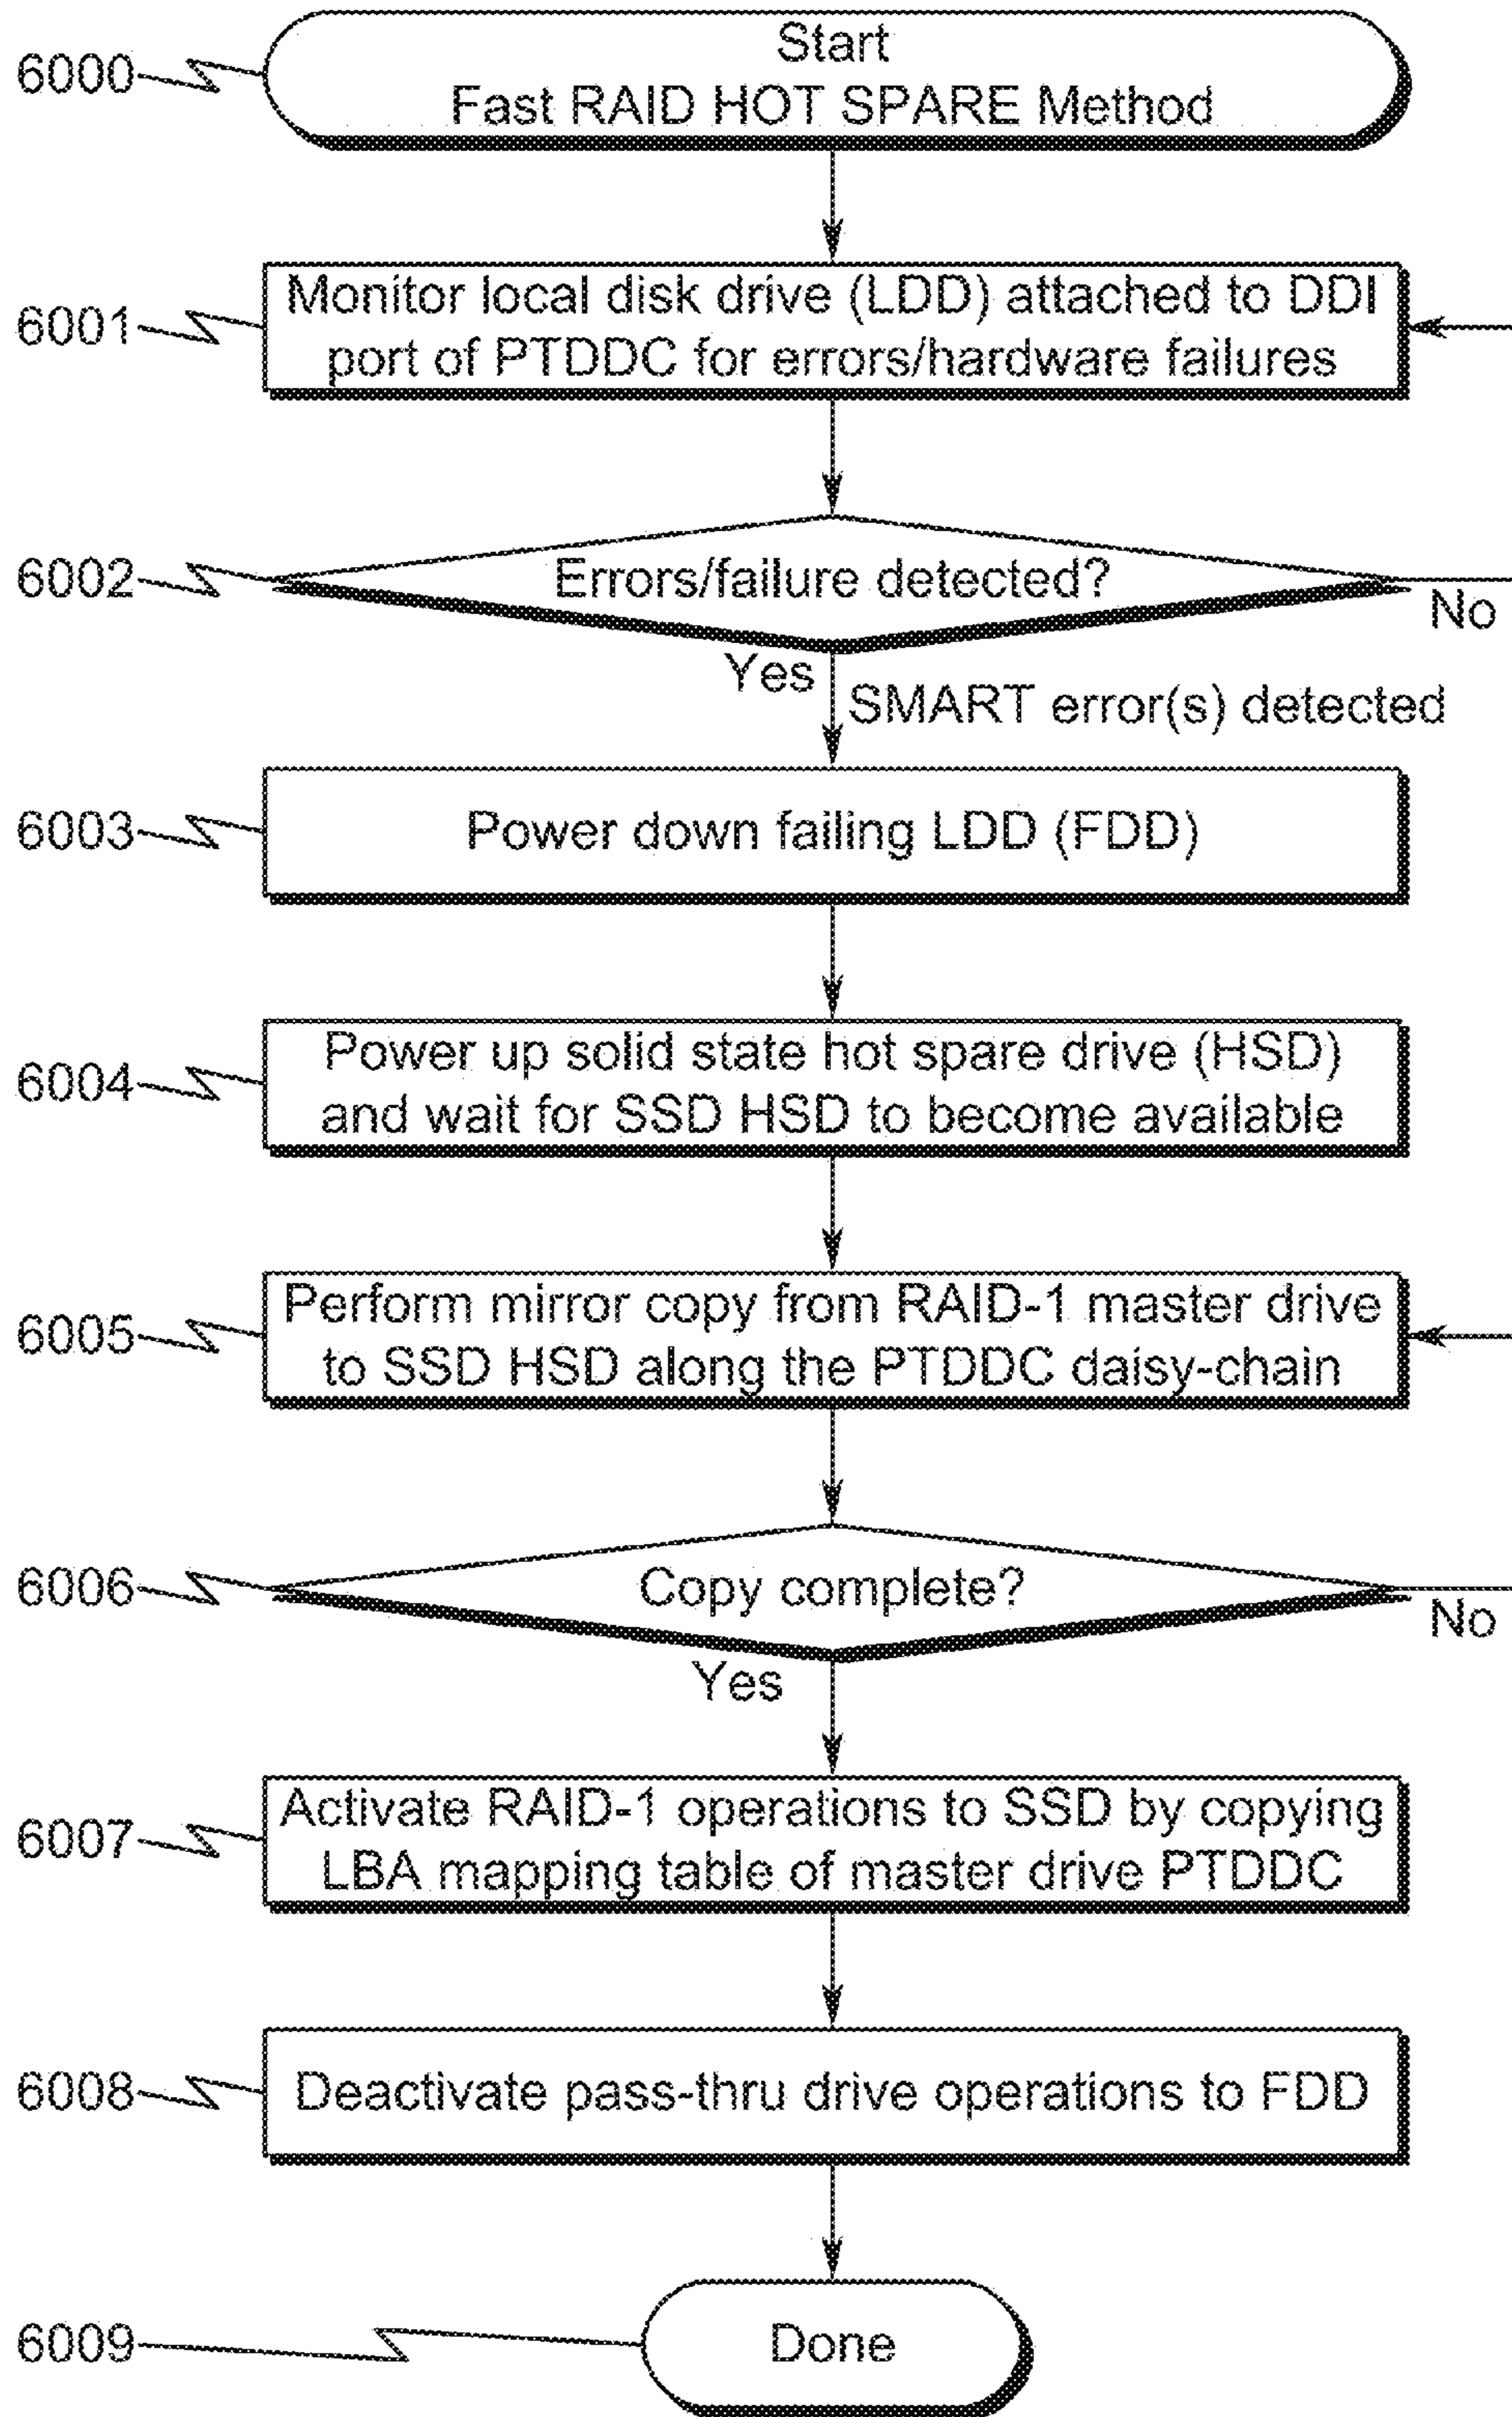 6000
Start
Fast RAID HOT SPARE Method
6001
Monitor local disk drive (LDD) attached to DDI
port of PTDDC for errors/hardware failures
6002
Errors/failure detected?
No
Yes
SMART error(s) detected
6003
Power down failing LDD (FDD)
6004
Power up solid state hot spare drive (HSD)
and wait for SSD HSD to become available
6005
Perform mirror copy from RAID-1 master drive
to SSD HSD along the PTDDC daisy-chain
6006
Copy complete?
No
Yes
6007
Activate RAID-1 operations to SSD by copying
LBA mapping table of master drive PTDDC
6008
Deactivate pass-thru drive operations to FDD
6009
Done